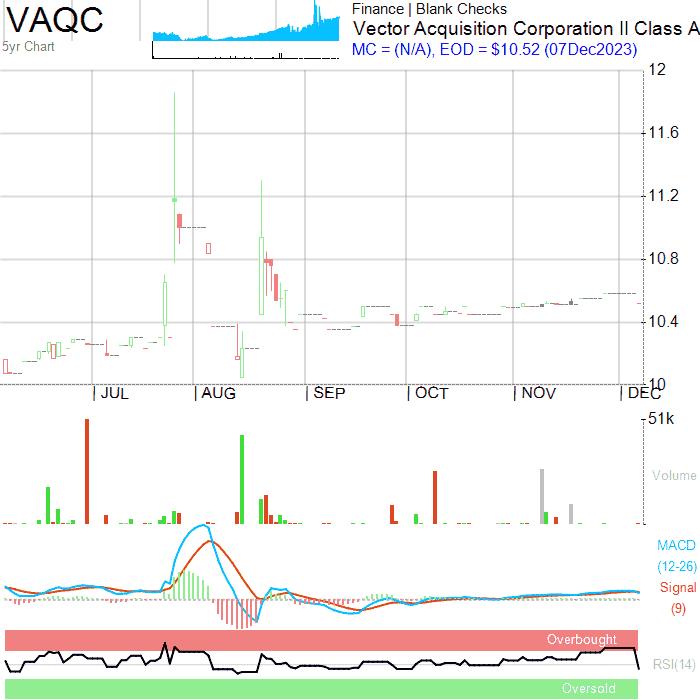 VAQC
5yr Chart
Finance | Blank Checks
Vector Acquisition Corporation II Class A
MC = (N/A), EOD = $10.52 (07Dec2023)
12
11.6
11.2
10.8
10.4
10
JUL AUG SEP OCT NOV DEC
51k
Volume
MACD
(12-26)
Signal
(9)
Overbought
RSI(14)
Oversold